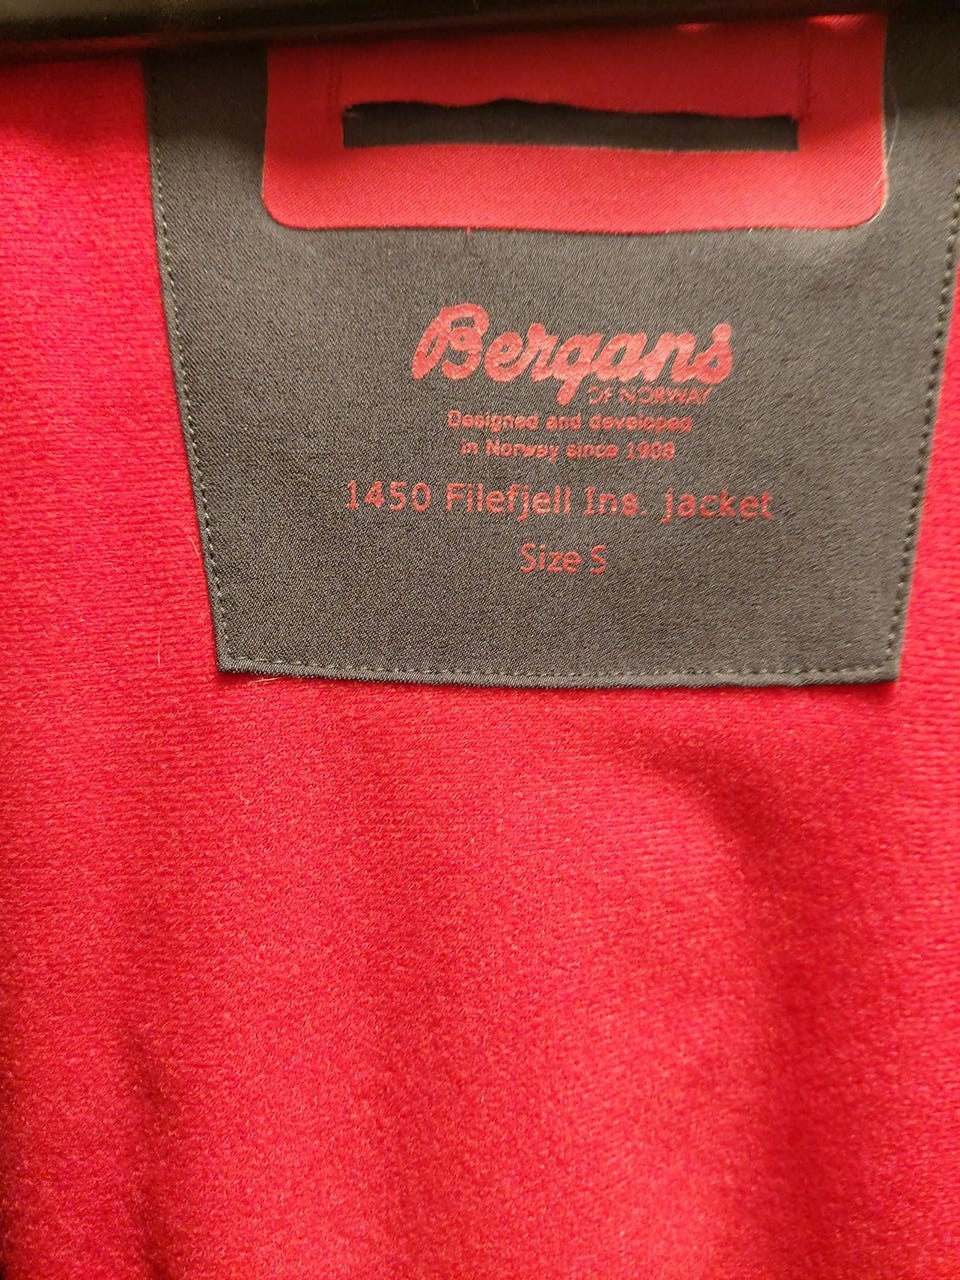 Bergans
OF NORWAY
Designed and developed
in Norway since 1908
1450 Filefjell Ins. jacket
Size S